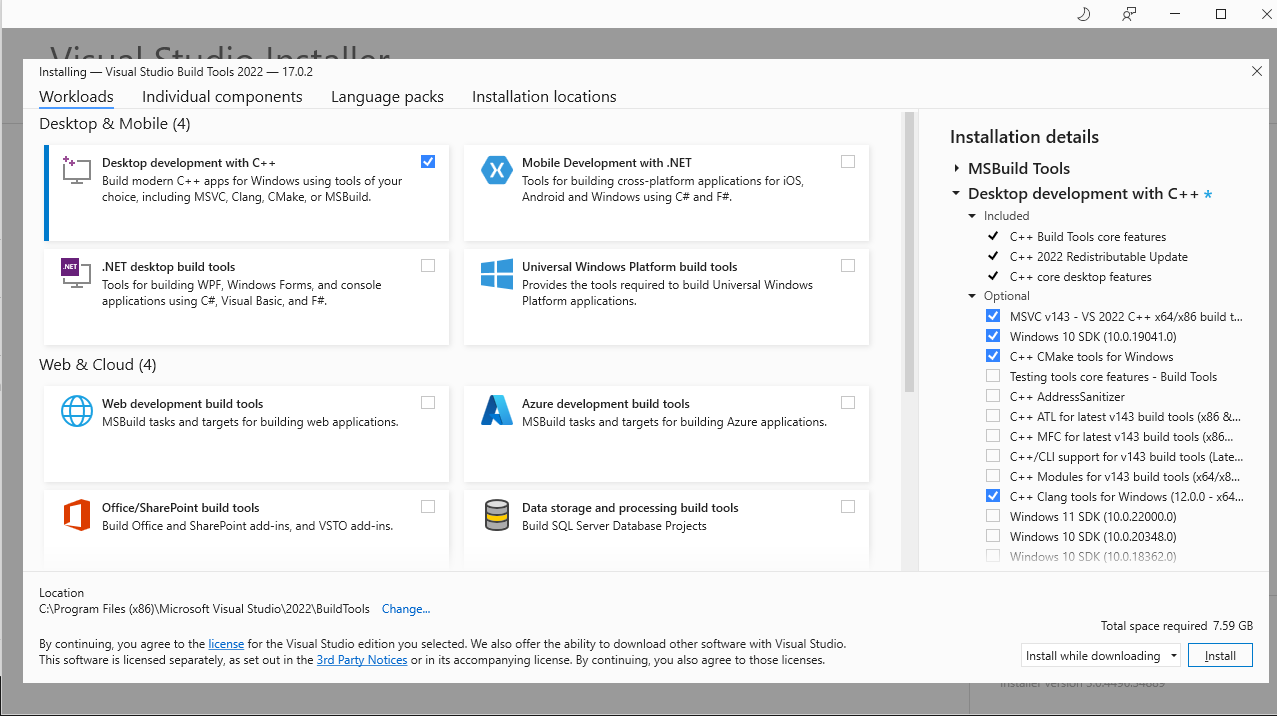 Visual Studio Installer
Installing — Visual Studio Build Tools 2022 — 17.0.2
Workloads
Individual components
Language packs
Installation locations
Desktop & Mobile (4)
Desktop development with C++
Build modern C++ apps for Windows using tools of your
choice, including MSVC, Clang, CMake, or MSBuild.
Mobile Development with .NET
Tools for building cross-platform applications for iOS,
Android and Windows using C# and F#.
.NET
.NET desktop build tools
Tools for building WPF, Windows Forms, and console
applications using C#, Visual Basic, and F#.
Universal Windows Platform build tools
Provides the tools required to build Universal Windows
Platform applications.
Web & Cloud (4)
Web development build tools
MSBuild tasks and targets for building web applications.
Azure development build tools
MSBuild tasks and targets for building Azure applications.
Office/SharePoint build tools
Build Office and SharePoint add-ins, and VSTO add-ins.
Data storage and processing build tools
Build SQL Server Database Projects
Installation details
MSBuild Tools
Desktop development with C++ *
Included
C++ Build Tools core features
C++ 2022 Redistributable Update
C++ core desktop features
Optional
MSVC v143 - VS 2022 C++ x64/x86 build t...
Windows 10 SDK (10.0.19041.0)
C++ CMake tools for Windows
Testing tools core features - Build Tools
C++ AddressSanitizer
C++ ATL for latest v143 build tools (x86 &...
C++ MFC for latest v143 build tools (x86...
C++/CLI support for v143 build tools (Late...
C++ Modules for v143 build tools (x64/x8...
C++ Clang tools for Windows (12.0.0 - x64...
Windows 11 SDK (10.0.22000.0)
Windows 10 SDK (10.0.20348.0)
Windows 10 SDK (10.0.18362.0)
Location
C:\Program Files (x86)\Microsoft Visual Studio\2022\BuildTools Change...
By continuing, you agree to the license for the Visual Studio edition you selected. We also offer the ability to download other software with Visual Studio.
This software is licensed separately, as set out in the 3rd Party Notices or in its accompanying license. By continuing, you also agree to those licenses.
Total space required 7.59 GB
Install while downloading
Install
Installer version